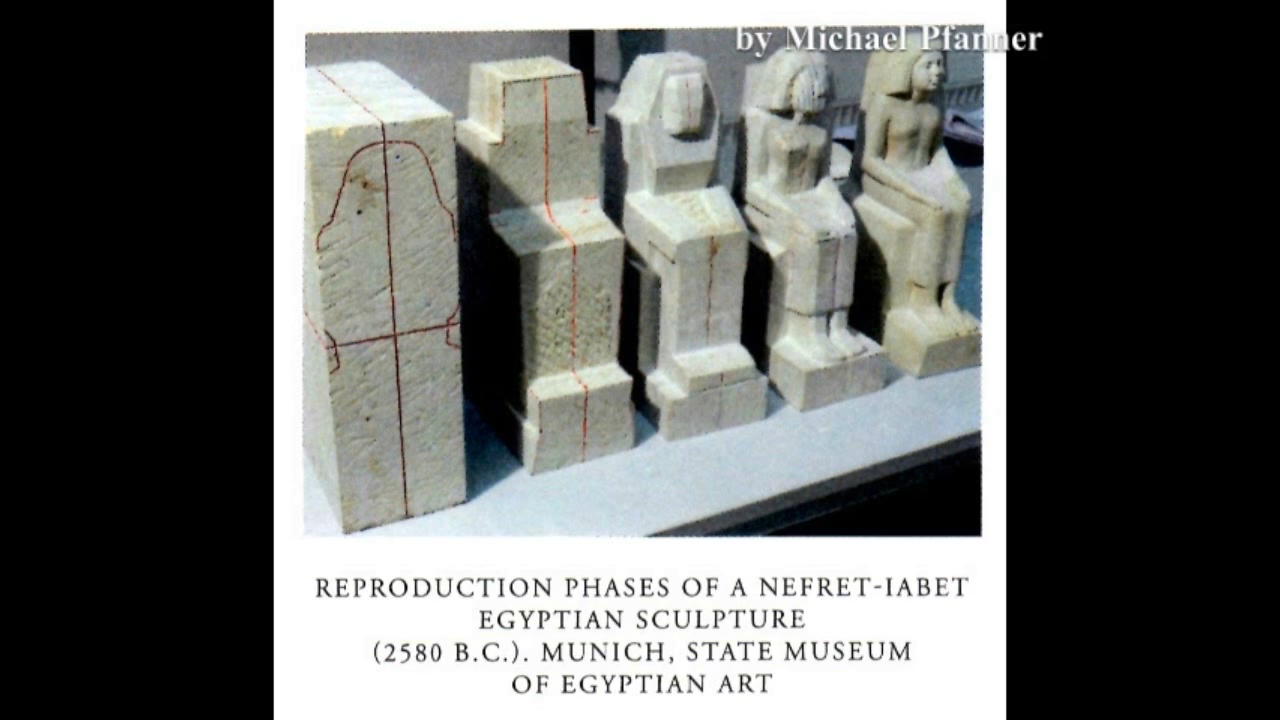 by Michael Pfanner
REPRODUCTION PHASES OF A NEFRET-IABET
EGYPTIAN SCULPTURE
(2580 B.C.). MUNICH, STATE MUSEUM
OF EGYPTIAN ART